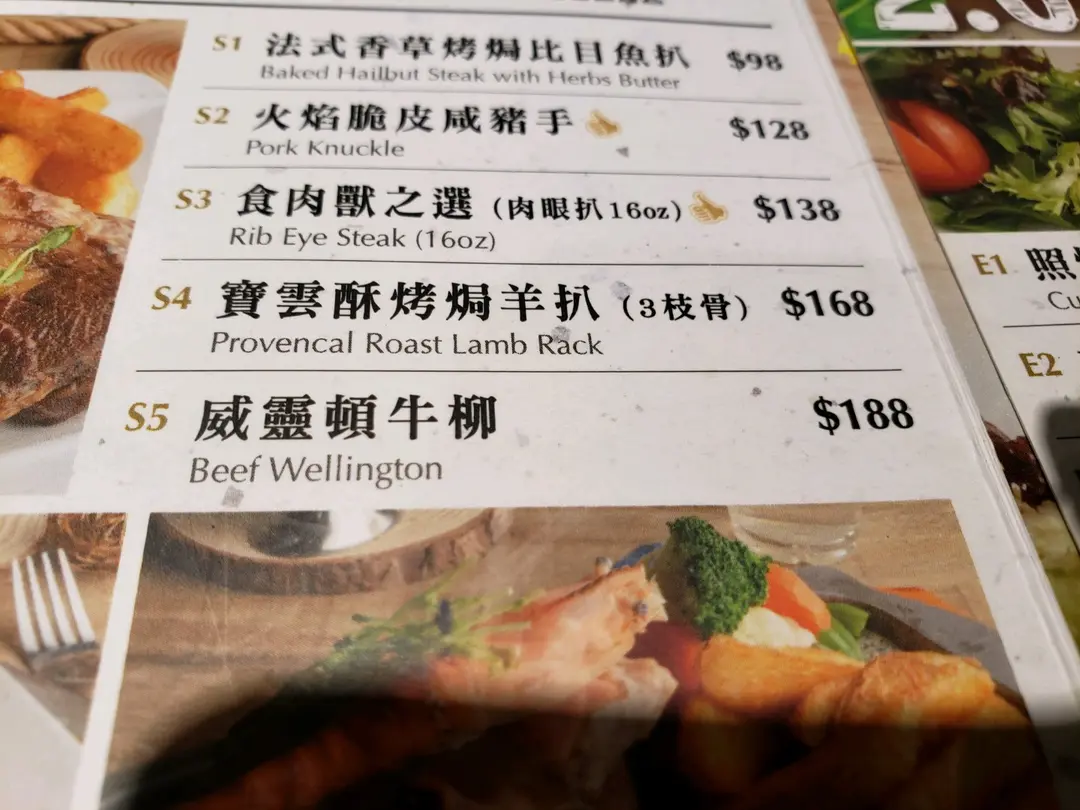 S1 法式香草烤焗比目魚扒 $98
Baked Hailbut Steak with Herbs Butter
S2 火焰脆皮咸豬手 $128
Pork Knuckle
S3 食肉獸之選 (肉眼扒16oz) $138
Rib Eye Steak (16oz)
S4 寶雲酥烤焗羊扒 (3枝骨) $168
Provencal Roast Lamb Rack
S5 威靈頓牛柳 $188
Beef Wellington
E1 照
Cu
E2